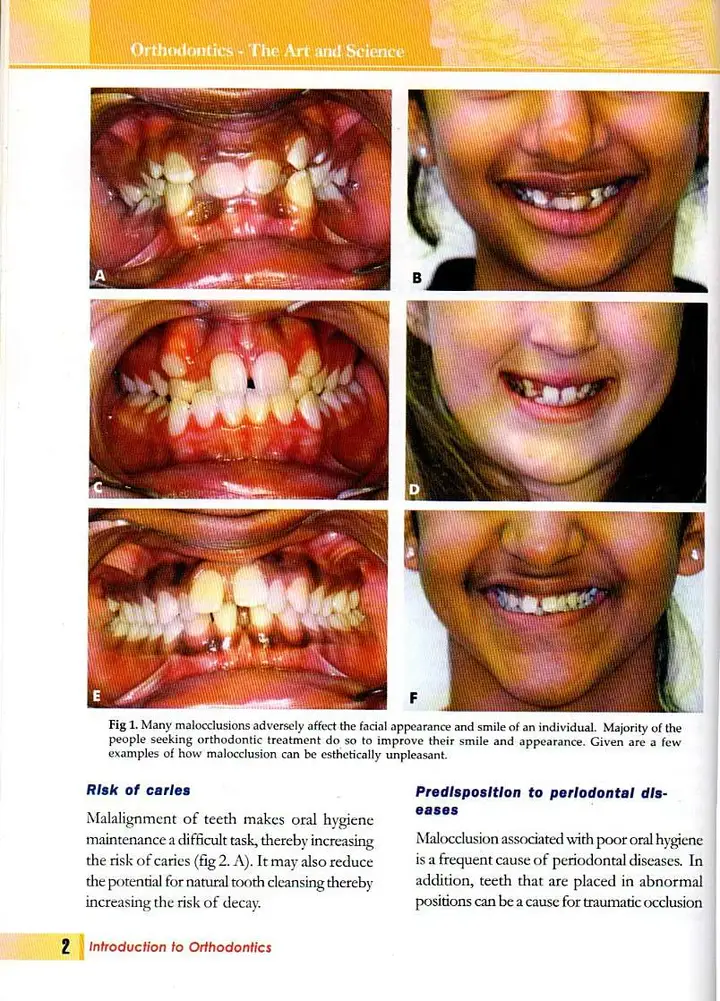 Orthodontics - The Art and Science
A
B
C
D
E
F
Fig 1. Many malocclusions adversely affect the facial appearance and smile of an individual. Majority of the
people seeking orthodontic treatment do so to improve their smile and appearance. Given are a few
examples of how malocclusion can be esthetically unpleasant.
Risk of caries
Malalignment of teeth makes oral hygiene
maintenance a difficult task, thereby increasing
the risk of caries (fig 2. A). It may also reduce
the potential for natural tooth cleansing thereby
increasing the risk of decay.
Predisposition to periodontal dis-
eases
Malocclusion associated with poor oral hygiene
is a frequent cause of periodontal diseases. In
addition, teeth that are placed in abnormal
positions can be a cause for traumatic occlusion
2 Introduction to Orthodontics